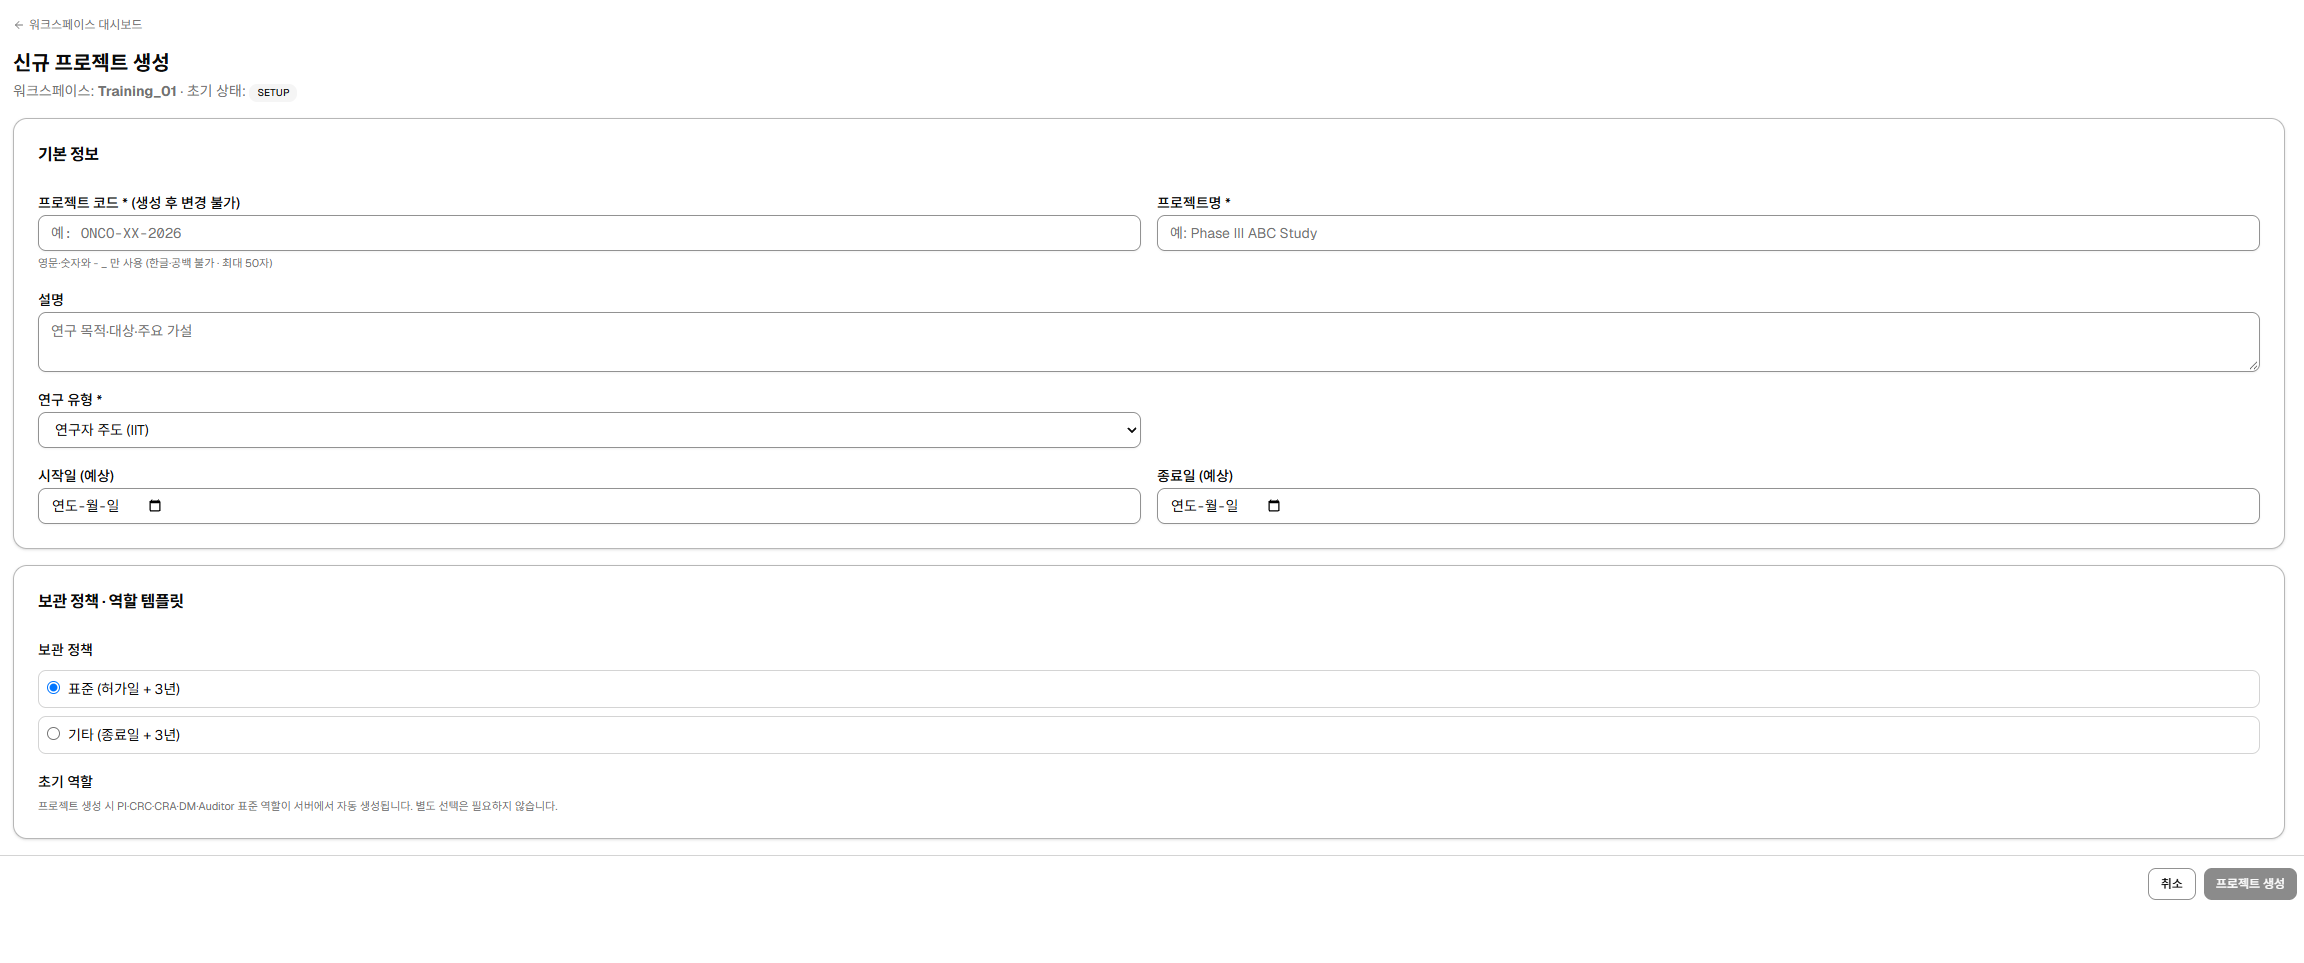 ← 워크스페이스 대시보드
신규 프로젝트 생성
워크스페이스: Training_01 · 초기 상태: SETUP
기본 정보
프로젝트 코드 * (생성 후 변경 불가)
예: ONCO-XX-2026
영문·숫자와 - _ 만 사용 (한글·공백 불가 · 최대 50자)
프로젝트명 *
예: Phase III ABC Study
설명
연구 목적·대상·주요 가설
연구 유형 *
연구자 주도 (IIT)
시작일 (예상)
연도-월-일
종료일 (예상)
연도-월-일
보관 정책 · 역할 템플릿
보관 정책
표준 (허가일 + 3년)
기타 (종료일 + 3년)
초기 역할
프로젝트 생성 시 PI·CRC·CRA·DM·Auditor 표준 역할이 서버에서 자동 생성됩니다. 별도 선택은 필요하지 않습니다.
취소
프로젝트 생성